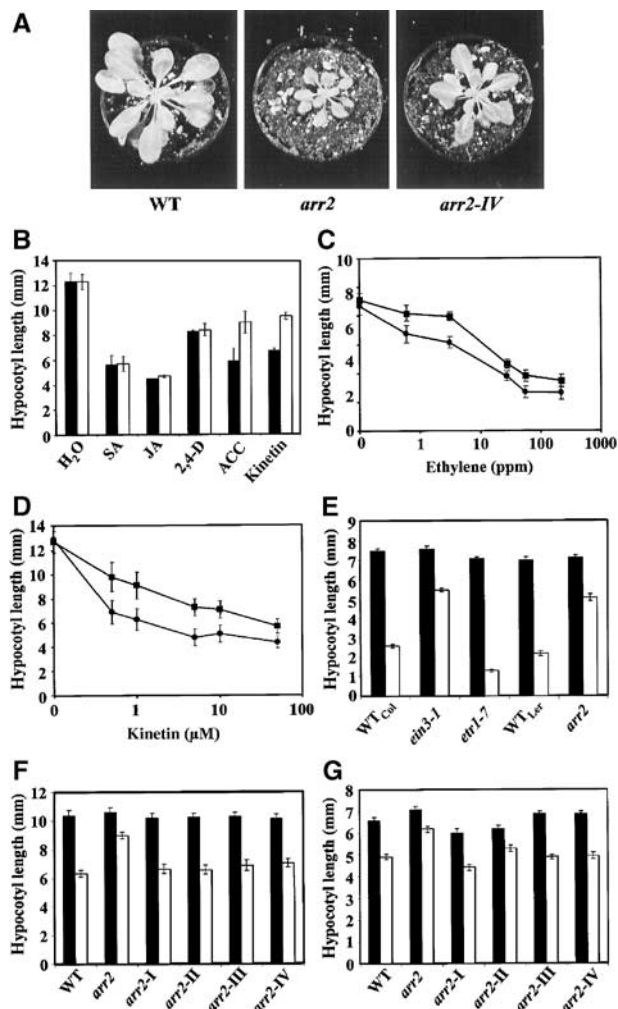 A
WT
arr2
arr2-IV
B
Hypocotyl length (mm)
14
12
10
8
6
4
2
0
H2O
SA
JA
2,4-D
ACC
Kinetin
C
Hypocotyl length (mm)
10
8
6
4
2
0
0
1
10
100
1000
Ethylene (ppm)
D
Hypocotyl length (mm)
14
12
10
8
6
4
2
0
0
1
10
100
Kinetin (μM)
E
Hypocotyl length (mm)
9
8
7
6
5
4
3
2
1
0
WTCol
ein3-1
etr1-7
WTLer
arr2
F
Hypocotyl length (mm)
12
10
8
6
4
2
0
WT
arr2
arr2-I
arr2-II
arr2-III
arr2-IV
G
Hypocotyl length (mm)
8
7
6
5
4
3
2
1
0
WT
arr2
arr2-I
arr2-II
arr2-III
arr2-IV